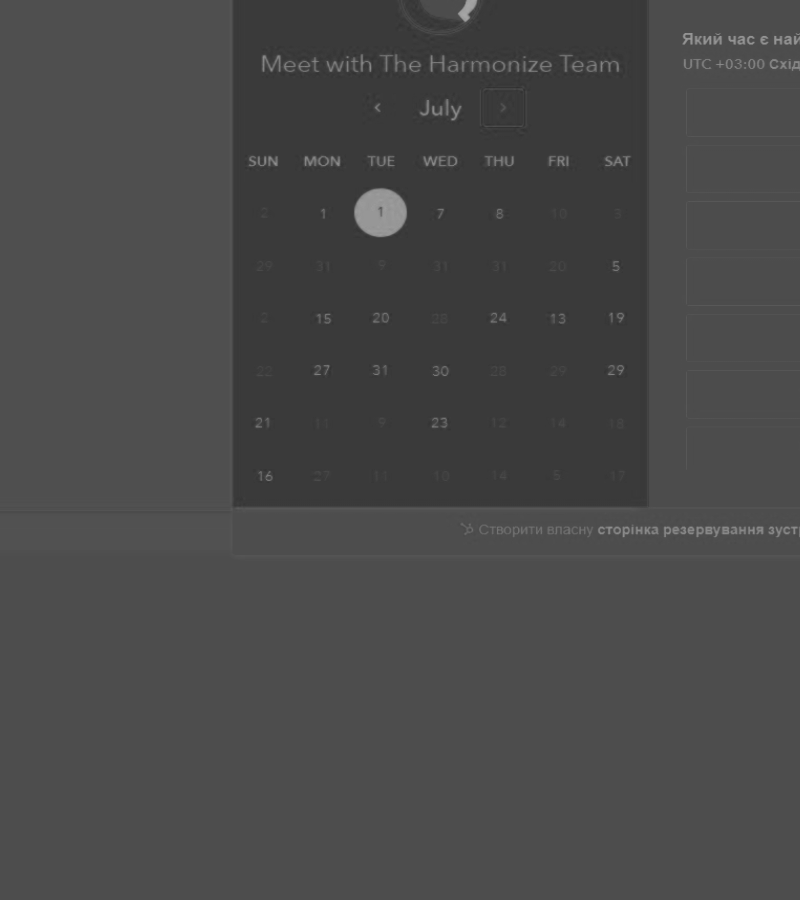 Meet with The Harmonize Team
July
SUN MON TUE WED THU FRI SAT
2 1 1 7 8 10 3
29 31 9 31 31 20 5
2 15 20 28 24 13 19
22 27 31 30 28 29 29
21 11 9 23 12 14 18
16 27 11 10 14 5 17
Який час є
UTC +03:00
Створити власну сторінка резервування